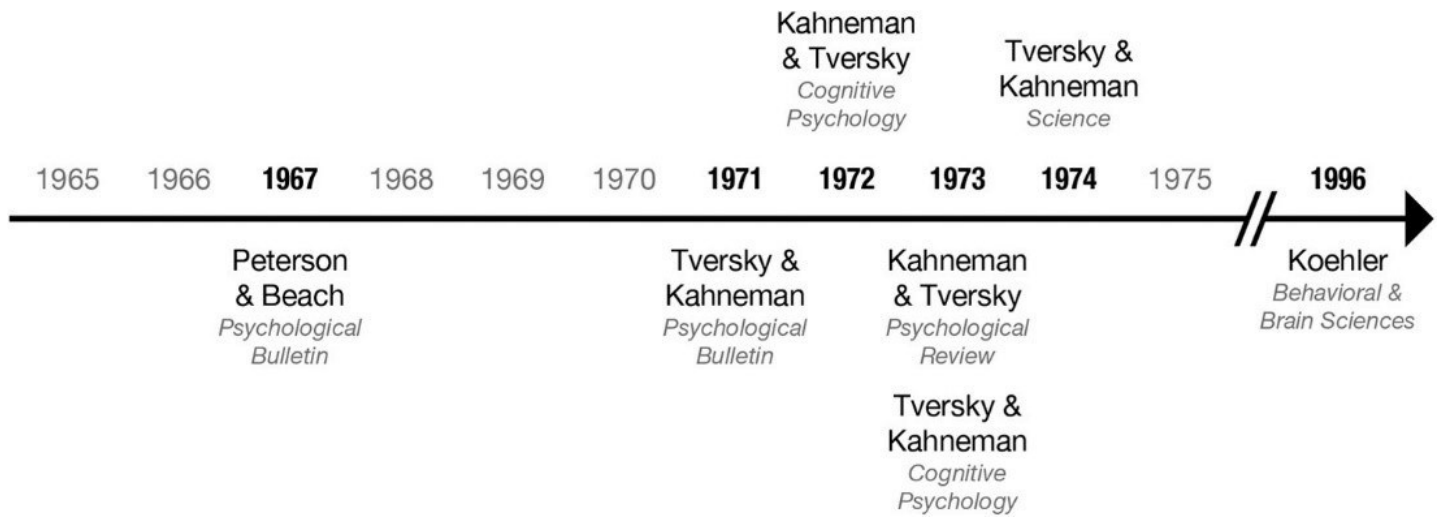 Kahneman
& Tversky
Cognitive
Psychology
Tversky &
Kahneman
Science
1965 1966 1967 1968 1969 1970 1971 1972 1973 1974 1975 1996
Peterson
& Beach
Psychological
Bulletin
Tversky &
Kahneman
Psychological
Bulletin
Kahneman
& Tversky
Psychological
Review
Tversky &
Kahneman
Cognitive
Psychology
Koehler
Behavioral &
Brain Sciences